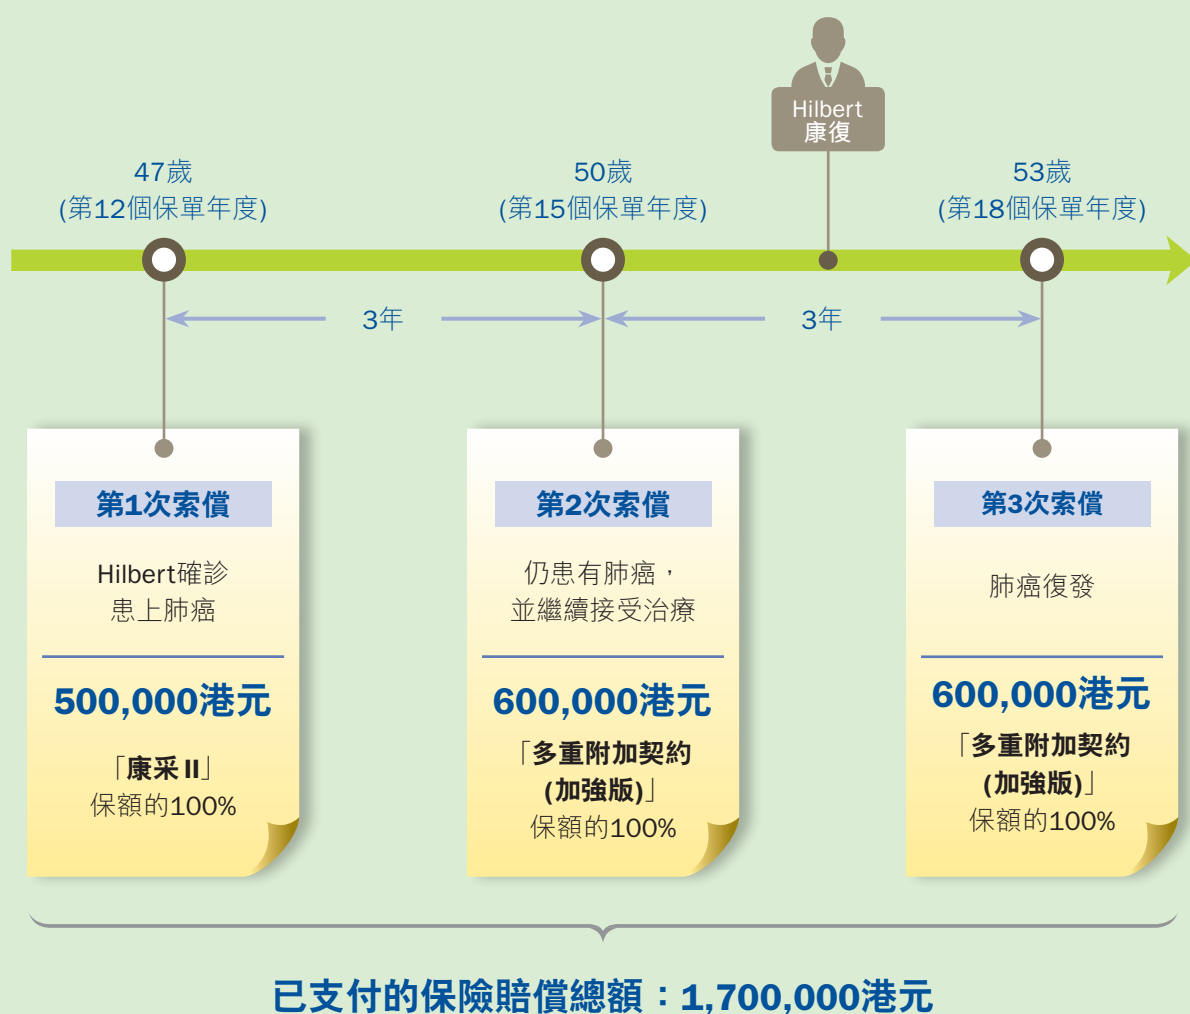 Hilbert
康復
47歲
(第12個保單年度)
50歲
(第15個保單年度)
53歲
(第18個保單年度)
3年
3年
第1次索償
Hilbert確診
患上肺癌
500,000港元
「康采 II」
保額的100%
第2次索償
仍患有肺癌，
並繼續接受治療
600,000港元
「多重附加契約
(加強版)」
保額的100%
第3次索償
肺癌復發
600,000港元
「多重附加契約
(加強版)」
保額的100%
已支付的保險賠償總額：1,700,000港元